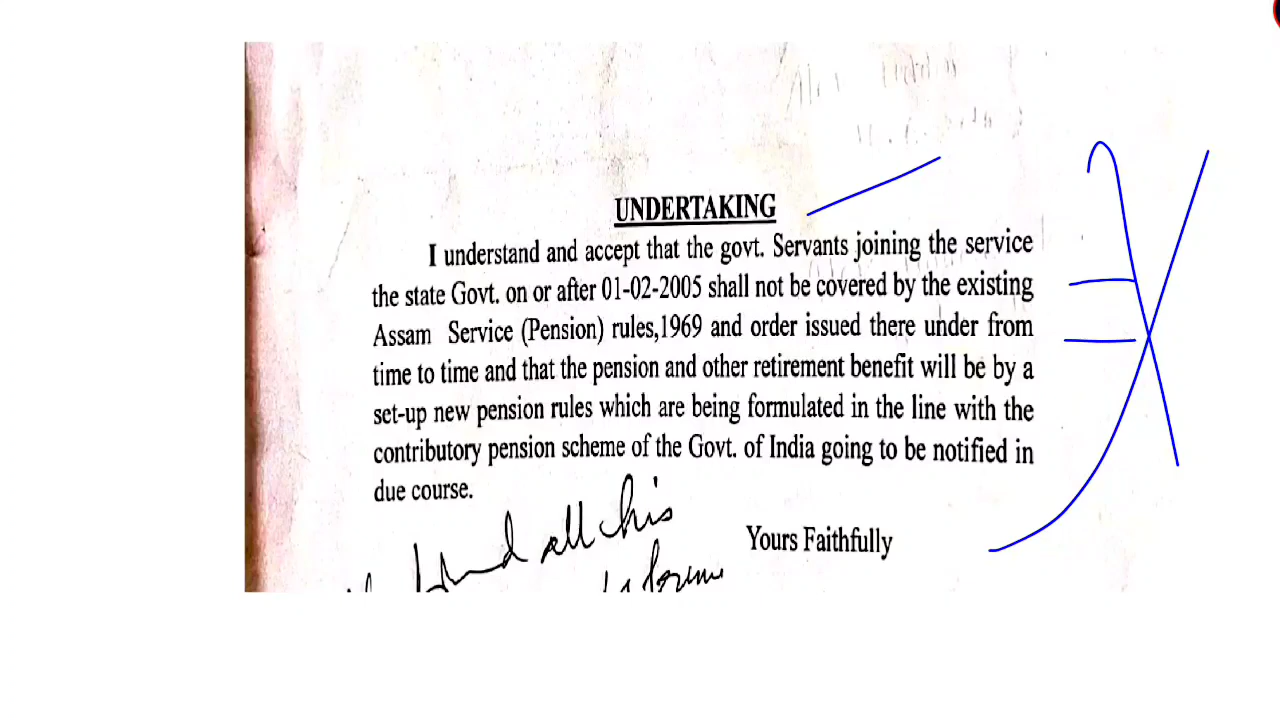 UNDERTAKING
I understand and accept that the govt. Servants joining the service
the state Govt. on or after 01-02-2005 shall not be covered by the existing
Assam Service (Pension) rules,1969 and order issued there under from
time to time and that the pension and other retirement benefit will be by a
set-up new pension rules which are being formulated in the line with the
contributory pension scheme of the Govt. of India going to be notified in
due course.
all
Yours Faithfully